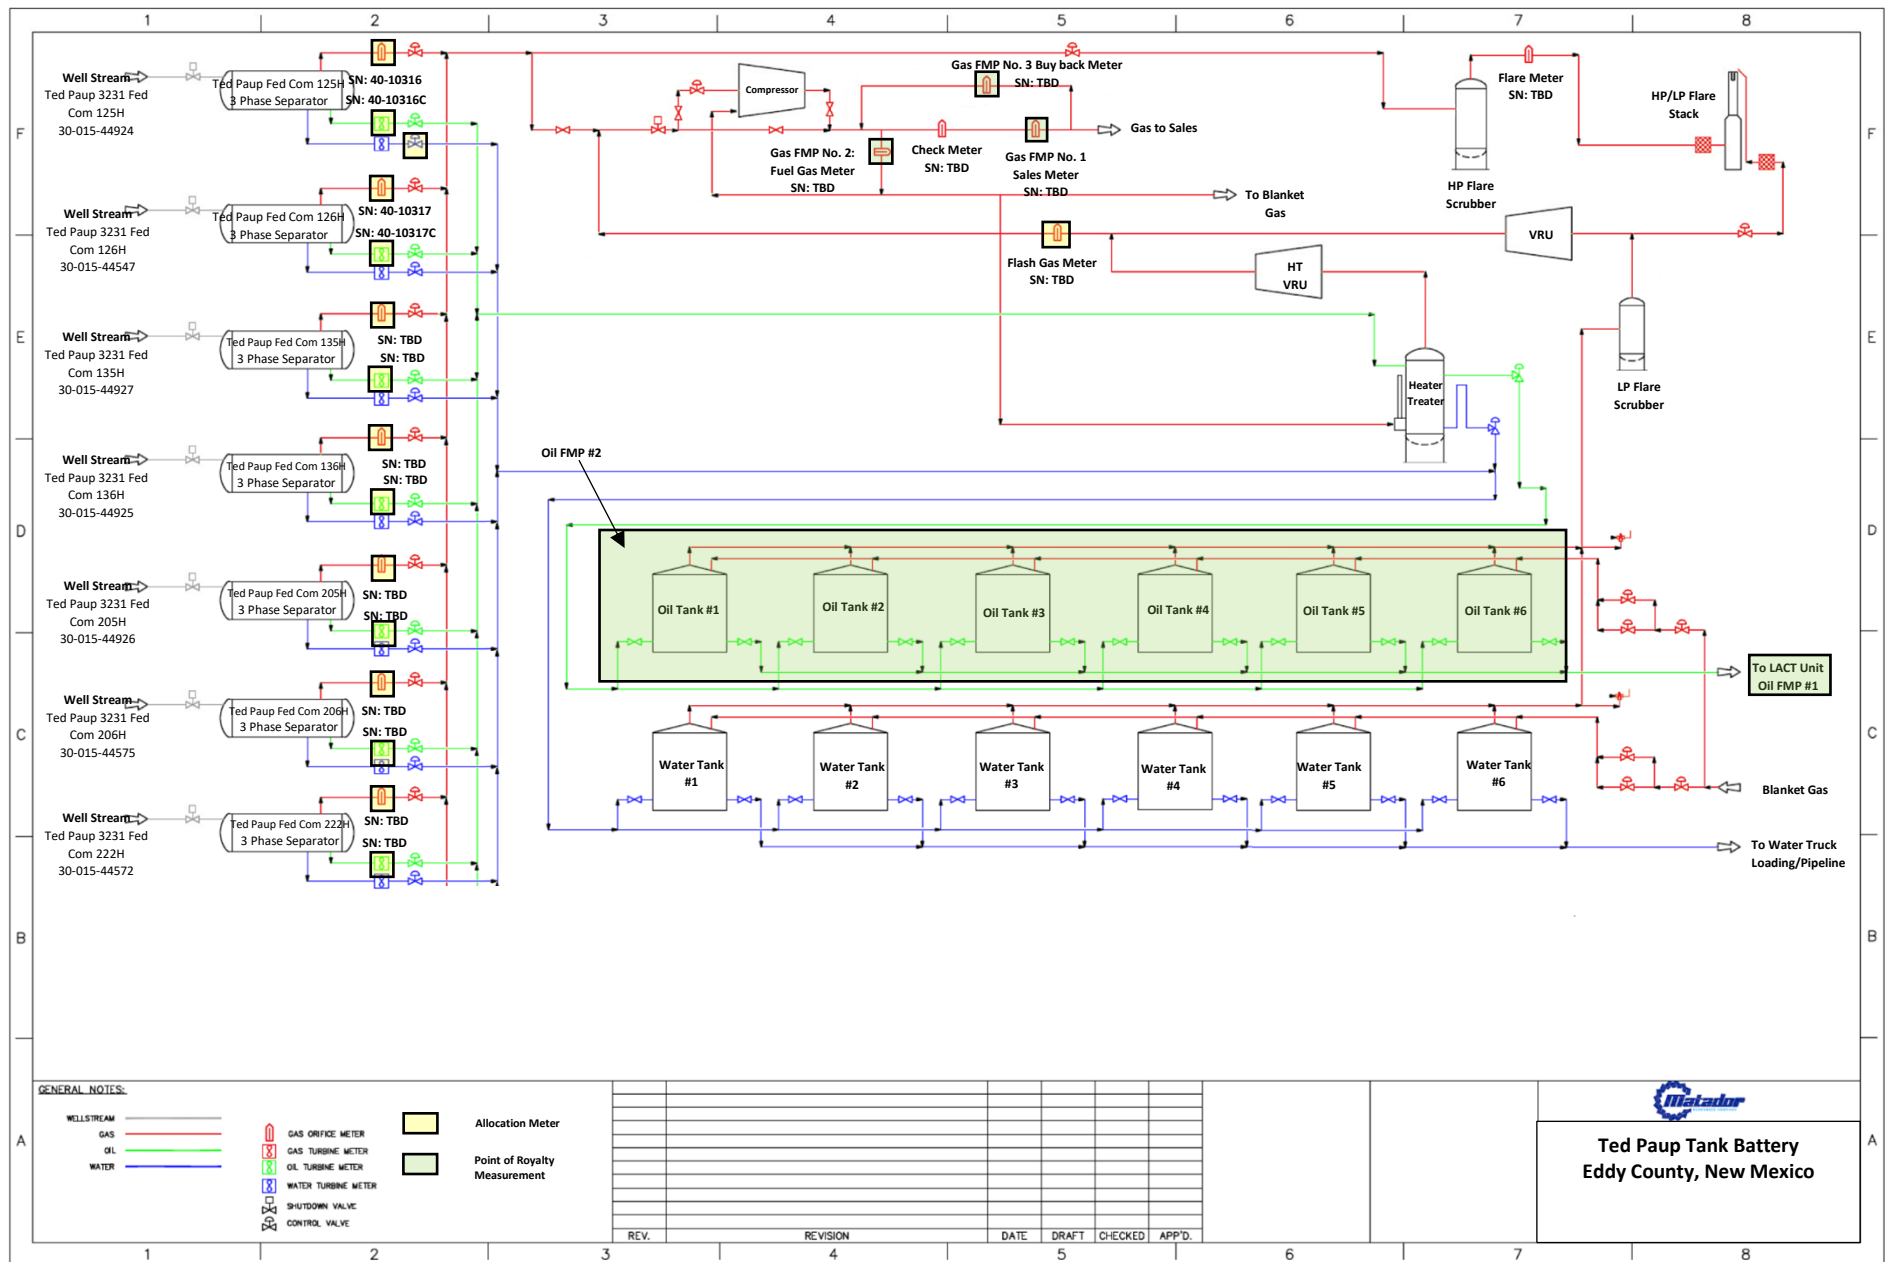 1 2 3 4 5 6 7 8
F
E
D
C
B
A
F
E
D
C
B
A
Well Stream
Ted Paup 3231 Fed
Com 125H
30-015-44924
Ted Paup Fed Com 125H
3 Phase Separator
SN: 40-10316
SN: 40-10316C
Well Stream
Ted Paup 3231 Fed
Com 126H
30-015-44547
Ted Paup Fed Com 126H
3 Phase Separator
SN: 40-10317
SN: 40-10317C
Well Stream
Ted Paup 3231 Fed
Com 135H
30-015-44927
Ted Paup Fed Com 135H
3 Phase Separator
SN: TBD
SN: TBD
Well Stream
Ted Paup 3231 Fed
Com 136H
30-015-44925
Ted Paup Fed Com 136H
3 Phase Separator
SN: TBD
SN: TBD
Well Stream
Ted Paup 3231 Fed
Com 205H
30-015-44926
Ted Paup Fed Com 205H
3 Phase Separator
SN: TBD
SN: TBD
Well Stream
Ted Paup 3231 Fed
Com 206H
30-015-44575
Ted Paup Fed Com 206H
3 Phase Separator
SN: TBD
SN: TBD
Well Stream
Ted Paup 3231 Fed
Com 222H
30-015-44572
Ted Paup Fed Com 222H
3 Phase Separator
SN: TBD
SN: TBD
Compressor
Gas FMP No. 3 Buy back Meter
SN: TBD
Gas FMP No. 2:
Fuel Gas Meter
SN: TBD
Check Meter
SN: TBD
Gas FMP No. 1
Sales Meter
SN: TBD
Gas to Sales
To Blanket
Gas
Flash Gas Meter
SN: TBD
HP Flare
Scrubber
Flare Meter
SN: TBD
HP/LP Flare
Stack
VRU
HT
VRU
LP Flare
Scrubber
Heater
Treater
Oil FMP #2
Oil Tank #1
Oil Tank #2
Oil Tank #3
Oil Tank #4
Oil Tank #5
Oil Tank #6
To LACT Unit
Oil FMP #1
Water Tank
#1
Water Tank
#2
Water Tank
#3
Water Tank
#4
Water Tank
#5
Water Tank
#6
Blanket Gas
To Water Truck
Loading/Pipeline
GENERAL NOTES:
WELLSTREAM
GAS
OIL
WATER
GAS ORIFICE METER
GAS TURBINE METER
OIL TURBINE METER
WATER TURBINE METER
SHUTDOWN VALVE
CONTROL VALVE
Allocation Meter
Point of Royalty
Measurement
REV. REVISION DATE DRAFT CHECKED APP'D.
Matador
Ted Paup Tank Battery
Eddy County, New Mexico
1 2 3 4 5 6 7 8